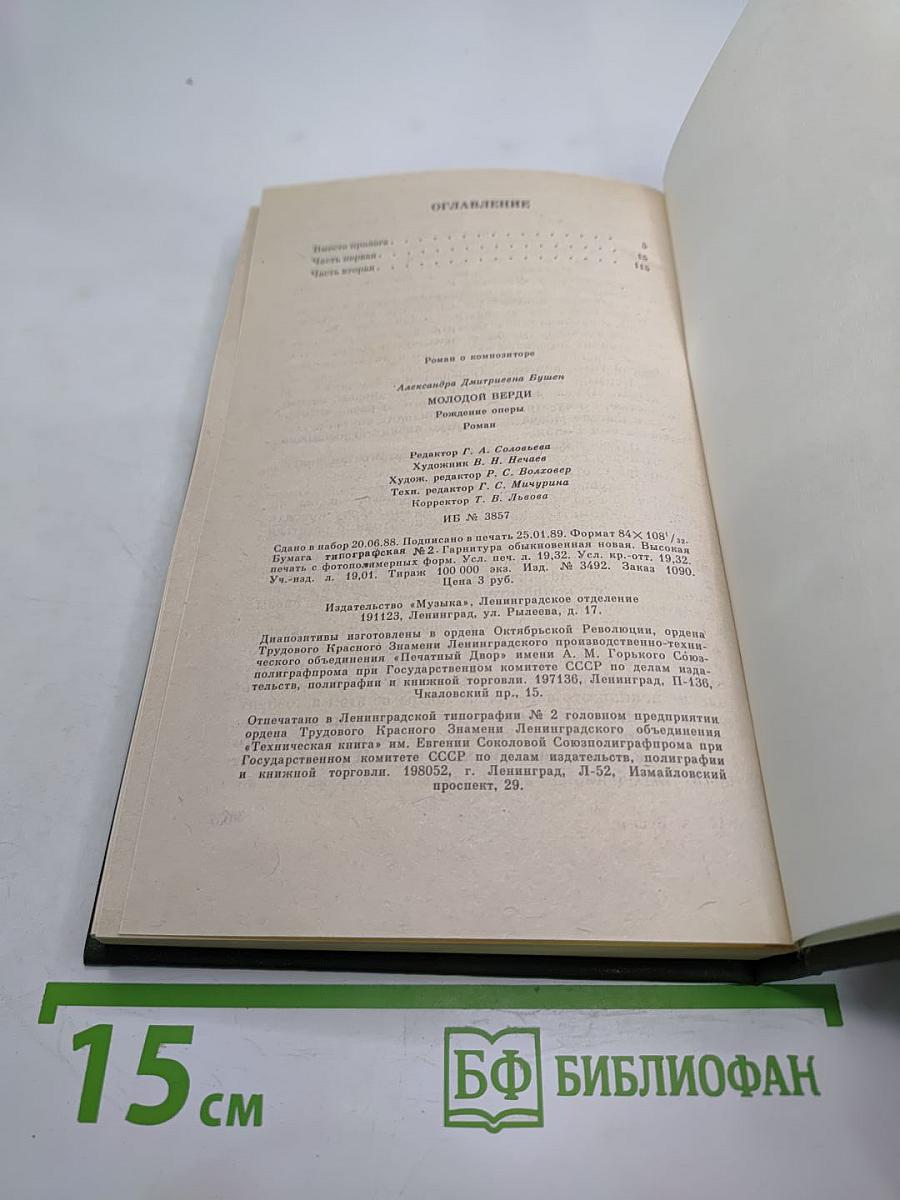 ОГЛАВЛЕНИЕ
Вместо пролога . . . . . . . . . . . . . . 5
Часть первая . . . . . . . . . . . . . . 15
Часть вторая . . . . . . . . . . . . . . 115
Роман о композиторе
Александра Дмитриевна Бушен
МОЛОДОЙ ВЕРДИ
Рождение оперы
Роман
Редактор Г. А. Соловьева
Художник В. Н. Нечаев
Худож. редактор Р. С. Волховер
Техн. редактор Г. С. Мичурина
Корректор Т. В. Львова
ИБ № 3857
Сдано в набор 20.06.88. Подписано в печать 25.01.89. Формат 84×108¹/₃₂.
Бумага типографская № 2. Гарнитура обыкновенная новая. Высокая
печать с фотополимерных форм. Усл. печ. л. 19,32. Усл. кр.-отт. 19,32.
Уч.-изд. л. 19,01. Тираж 100 000 экз. Изд. № 3492. Заказ 1090.
Цена 3 руб.
Издательство «Музыка», Ленинградское отделение
191123, Ленинград, ул. Рылеева, д. 17.
Диапозитивы изготовлены в ордена Октябрьской Революции, ордена
Трудового Красного Знамени Ленинградского производственно-техни-
ческого объединения «Печатный Двор» имени А. М. Горького Союз-
полиграфпрома при Государственном комитете СССР по делам изда-
тельств, полиграфии и книжной торговли. 197136, Ленинград, П-136,
Чкаловский пр., 15.
Отпечатано в Ленинградской типографии № 2 головном предприятии
ордена Трудового Красного Знамени Ленинградского объединения
«Техническая книга» им. Евгении Соколовой Союзполиграфпрома при
Государственном комитете СССР по делам издательств, полиграфии
и книжной торговли. 198052, г. Ленинград, Л-52, Измайловский
проспект, 29.
15 см
БФ БИБЛИОФАН